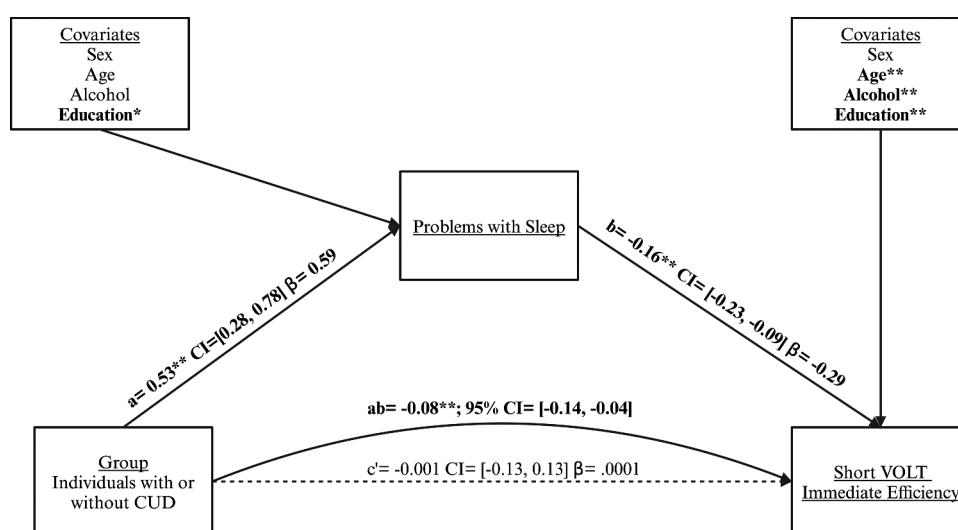 Covariates
Sex
Age
Alcohol
Education*
Covariates
Sex
Age**
Alcohol**
Education**
Problems with Sleep
a= 0.53** CI=[0.28, 0.78] β= 0.59
b= -0.16** CI= [-0.23, -0.09] β= -0.29
ab= -0.08**; 95% CI= [-0.14, -0.04]
c'= -0.001 CI= [-0.13, 0.13] β= .0001
Group
Individuals with or
without CUD
Short VOLT
Immediate Efficiency